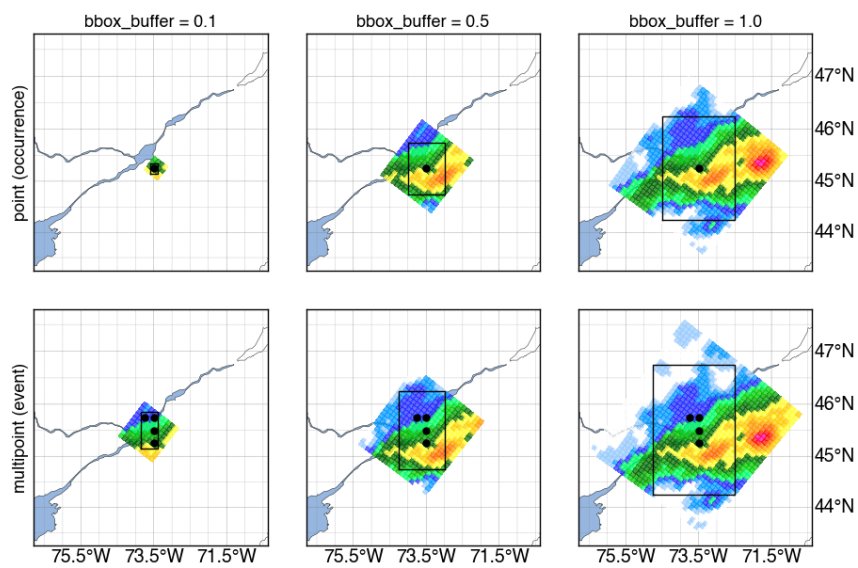 bbox_buffer = 0.1 bbox_buffer = 0.5 bbox_buffer = 1.0
point (occurrence)
47°N
46°N
45°N
44°N
multipoint (event)
47°N
46°N
45°N
44°N
75.5°W 73.5°W 71.5°W 75.5°W 73.5°W 71.5°W 75.5°W 73.5°W 71.5°W